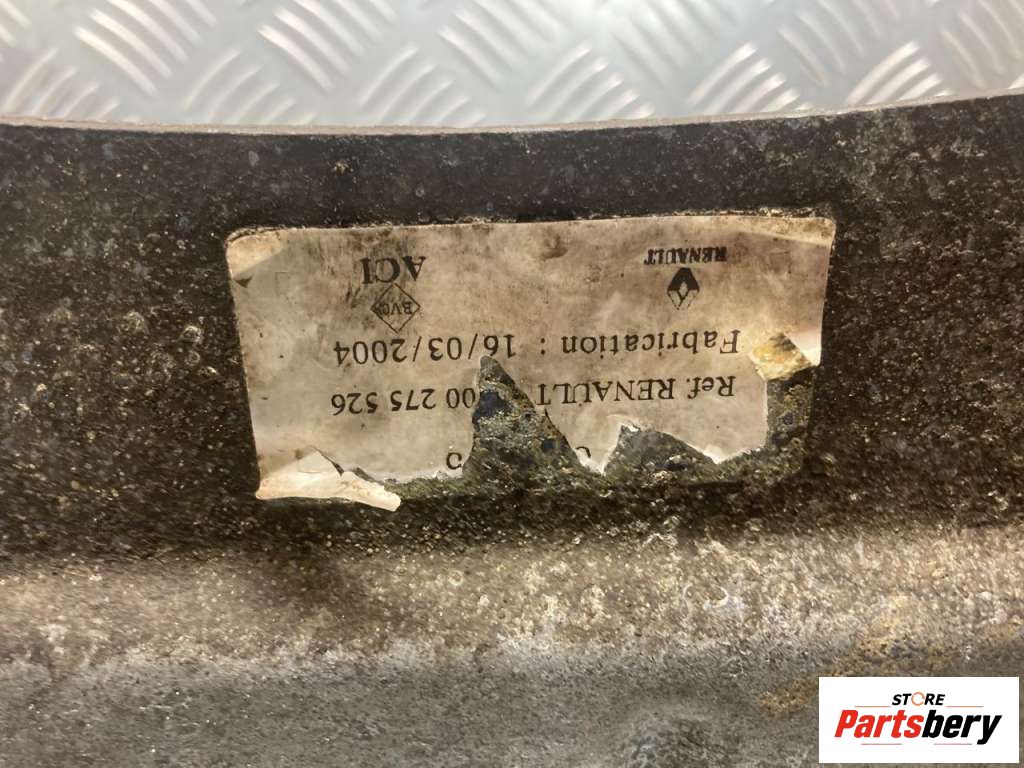 Ref. RENAULT 00 275 526
Fabrication : 16/03/2004
RENAULT
ACI
STORE
Partsbery